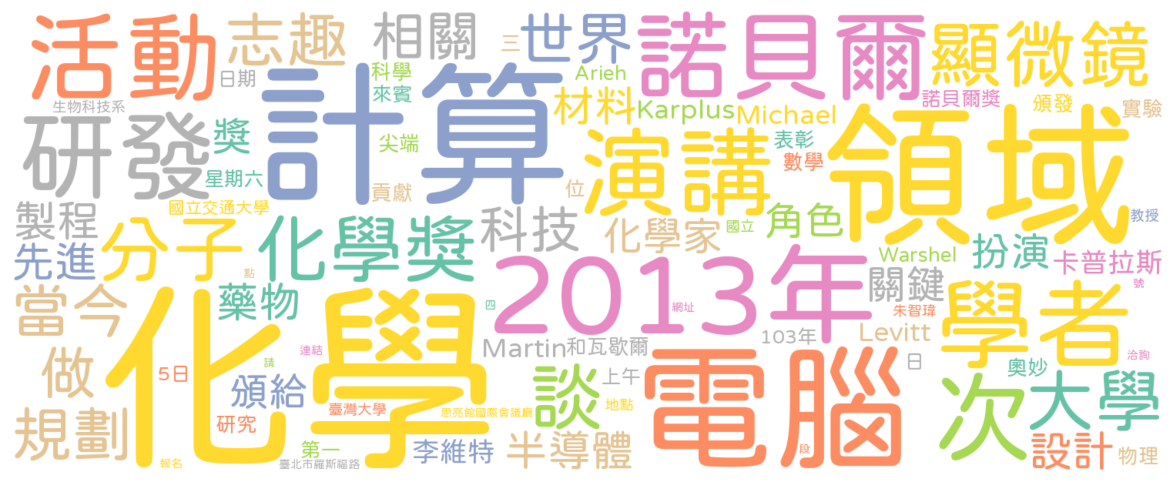 活動
志趣
相關
三
世界
諾貝爾
顯微鏡
日期
科學
來賓
Arieh
生物科技系
計算
材料
Karplus
Michael
諾貝爾獎
頒發
實驗
研發
獎
尖端
演講
表彰
數學
領域
星期六
貢獻
位
國立交通大學
製程
先進
分子
化學獎
科技
化學家
國立
角色
教授
Warshel
扮演
卡普拉斯
點
當今
藥物
四
2013年
網址
關鍵
號
朱智瑋
學者
化學
Martin
和瓦歇爾
103年
Levitt
連結
請
做
5日
頒給
上午
日
奧妙
洽詢
電腦
談
地點
次
大學
規劃
研究
臺灣大學
思亮館國際會議廳
第一
李維特
半導體
段
設計
物理
報名
臺北市羅斯福路